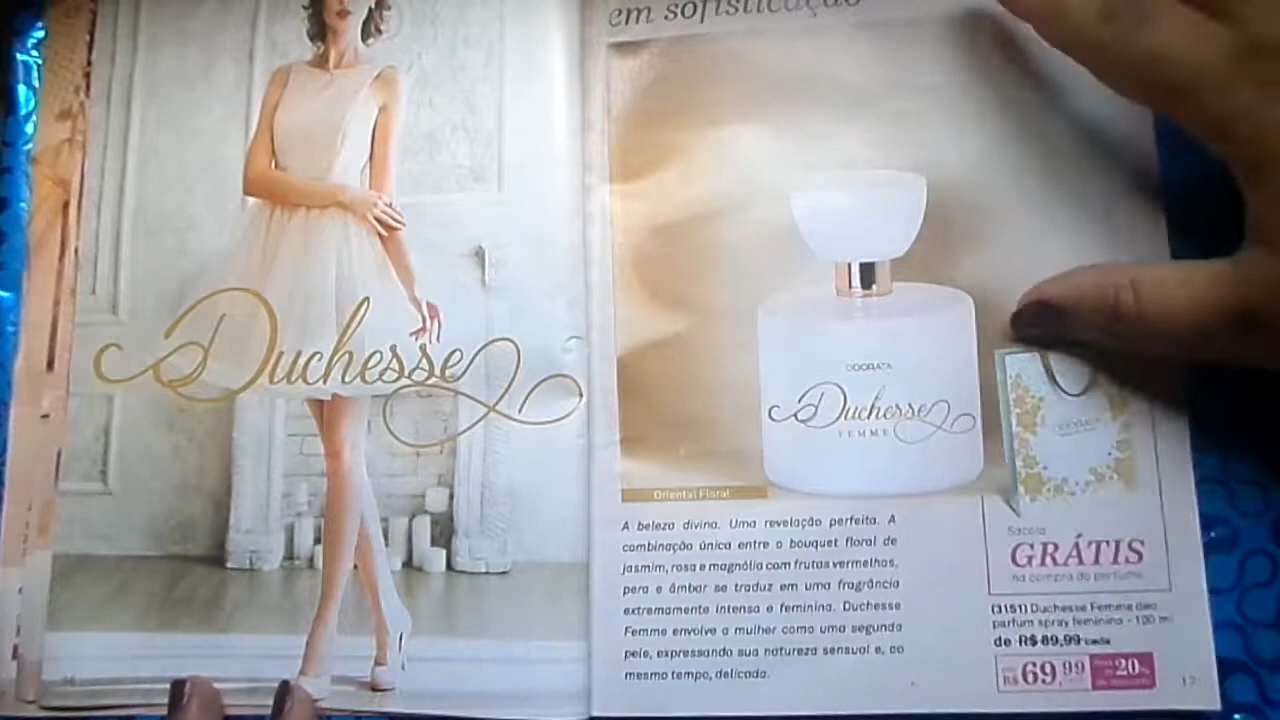 em sofisticação
Duchesse
ODORATA
Duchesse
FEMME
Oriental Floral
A beleza divina. Uma revelação perfeita. A
combinação única entre o bouquet floral de
jasmim, rosa e magnólia com frutas vermelhas,
pera e âmbar se traduz em uma fragrância
extremamente intensa e feminina. Duchesse
Femme envolve a mulher como uma segunda
pele, expressando sua natureza sensual e, ao
mesmo tempo, delicada.
Sacola
GRÁTIS
na compra do perfume
(3151) Duchesse Femme deo
parfum spray feminino - 100 ml
de R$ 89,99 cada
R$ 69,99
20%